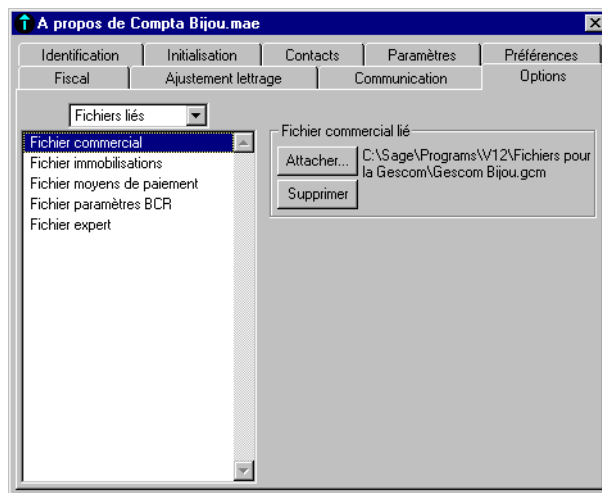 A propos de Compta Bijou.mae
Identification Initialisation Contacts Paramètres Préférences
Fiscal Ajustement lettrage Communication Options
Fichiers liés
Fichier commercial
Fichier immobilisations
Fichier moyens de paiement
Fichier paramètres BCR
Fichier expert
Fichier commercial lié
Attacher... C:\Sage\Programs\V12\Fichiers pour
la Gescom\Gescom Bijou.gcm
Supprimer